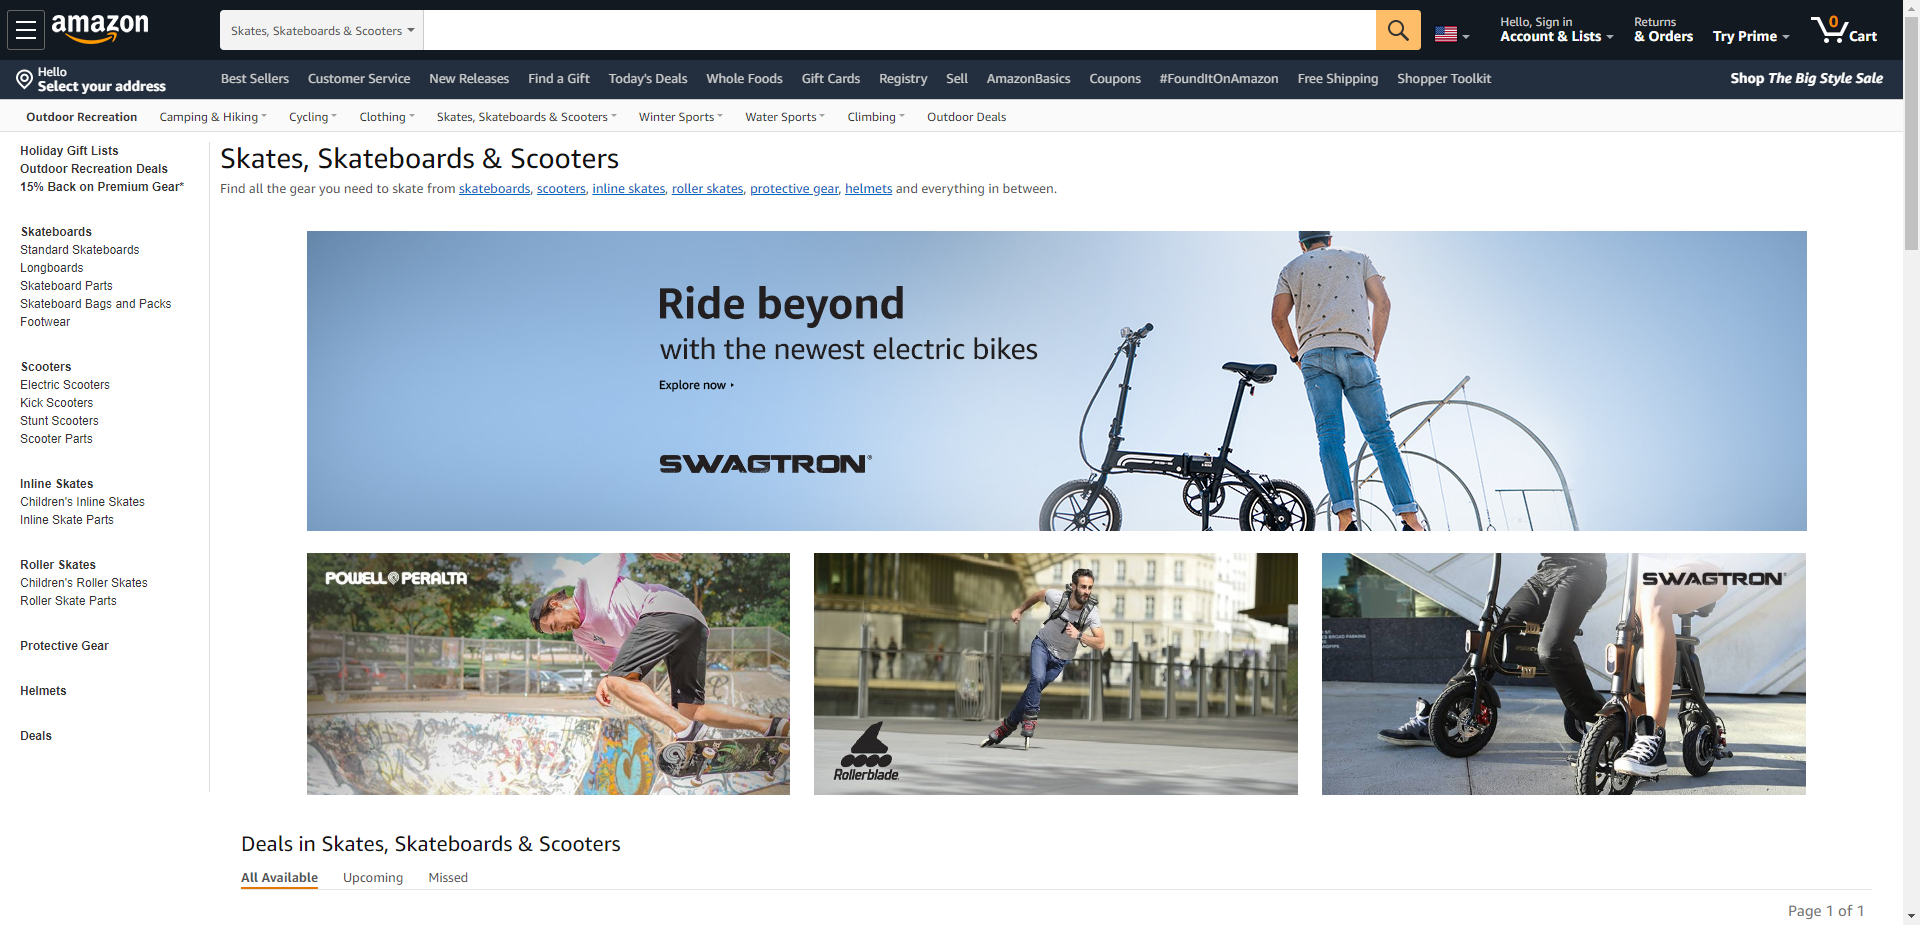 amazon
Skates, Skateboards & Scooters
Hello, Sign in
Account & Lists
Returns
& Orders
Try Prime
0
Cart
Hello
Select your address
Best Sellers
Customer Service
New Releases
Find a Gift
Today's Deals
Whole Foods
Gift Cards
Registry
Sell
AmazonBasics
Coupons
#FoundItOnAmazon
Free Shipping
Shopper Toolkit
Shop The Big Style Sale
Outdoor Recreation
Camping & Hiking
Cycling
Clothing
Skates, Skateboards & Scooters
Winter Sports
Water Sports
Climbing
Outdoor Deals
Holiday Gift Lists
Outdoor Recreation Deals
15% Back on Premium Gear*
Skateboards
Standard Skateboards
Longboards
Skateboard Parts
Skateboard Bags and Packs
Footwear
Scooters
Electric Scooters
Kick Scooters
Stunt Scooters
Scooter Parts
Inline Skates
Children's Inline Skates
Inline Skate Parts
Roller Skates
Children's Roller Skates
Roller Skate Parts
Protective Gear
Helmets
Deals
Skates, Skateboards & Scooters
Find all the gear you need to skate from skateboards, scooters, inline skates, roller skates, protective gear, helmets and everything in between.
Ride beyond
with the newest electric bikes
Explore now
SWAGTRON®
POWELL PERALTA
Rollerblade
SWAGTRON®
Deals in Skates, Skateboards & Scooters
All Available
Upcoming
Missed
Page 1 of 1